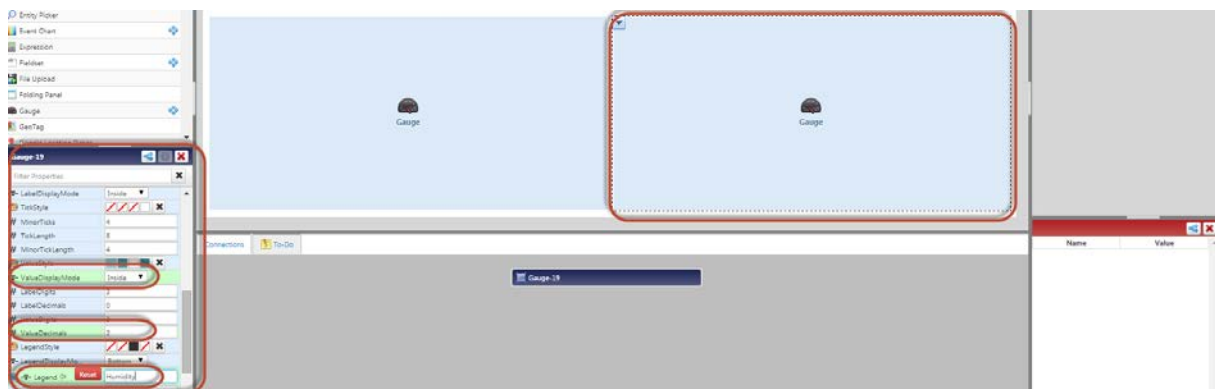 Entity Picker
Event Chart
Expression
Fieldset
File Upload
Folding Panel
Gauge
GeoTag
Gauge-19
Filter Properties
LabelDisplayMode Inside
TickStyle
MinorTicks 4
TickLength 8
MinorTickLength 4
ValueStyle
ValueDisplayMode Inside
LabelDigits
LabelDecimals 0
ValueDecimals 2
LegendStyle
Bottom
Legend Reset Humidity
Gauge
Gauge
Connections To-Do
Gauge-19
Name Value